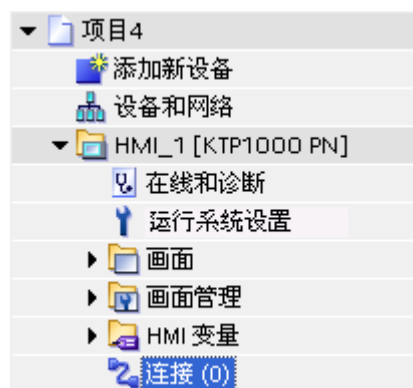 项目4
添加新设备
设备和网络
HMI_1 [KTP1000 PN]
在线和诊断
运行系统设置
画面
画面管理
HMI 变量
连接 (0)